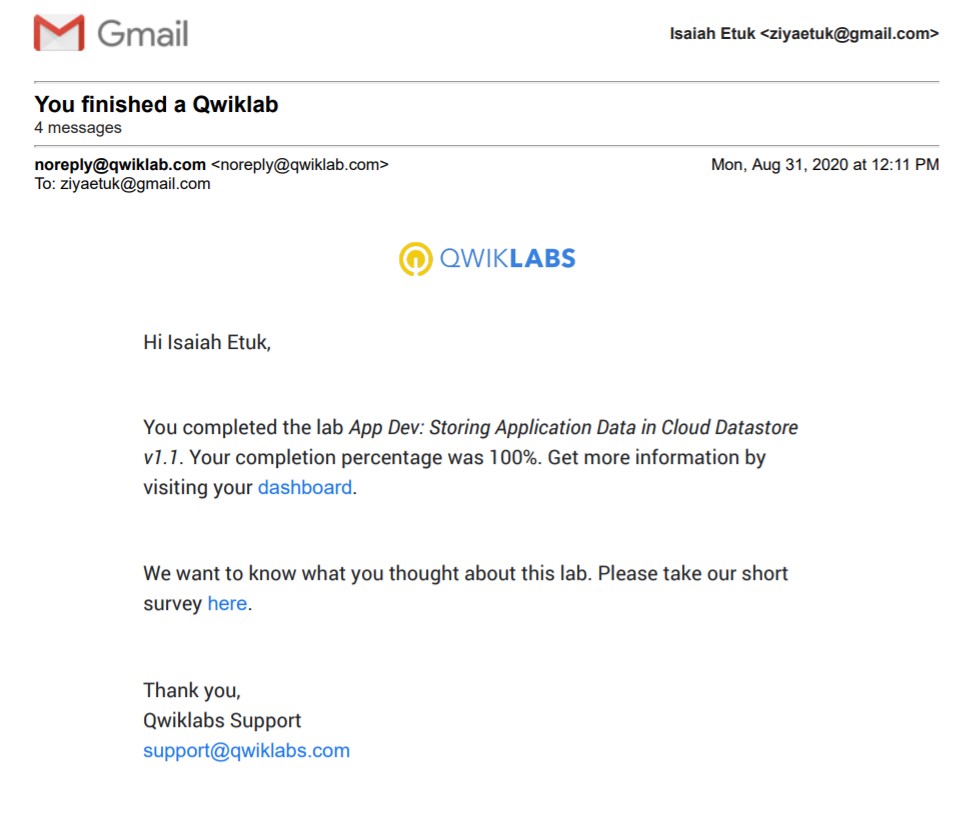 Gmail
Isaiah Etuk <ziyaetuk@gmail.com>
You finished a Qwiklab
4 messages
noreply@qwiklab.com <noreply@qwiklab.com>
Mon, Aug 31, 2020 at 12:11 PM
To: ziyaetuk@gmail.com
QWIKLABS
Hi Isaiah Etuk,
You completed the lab App Dev: Storing Application Data in Cloud Datastore
v1.1. Your completion percentage was 100%. Get more information by
visiting your dashboard.
We want to know what you thought about this lab. Please take our short
survey here.
Thank you,
Qwiklabs Support
support@qwiklabs.com